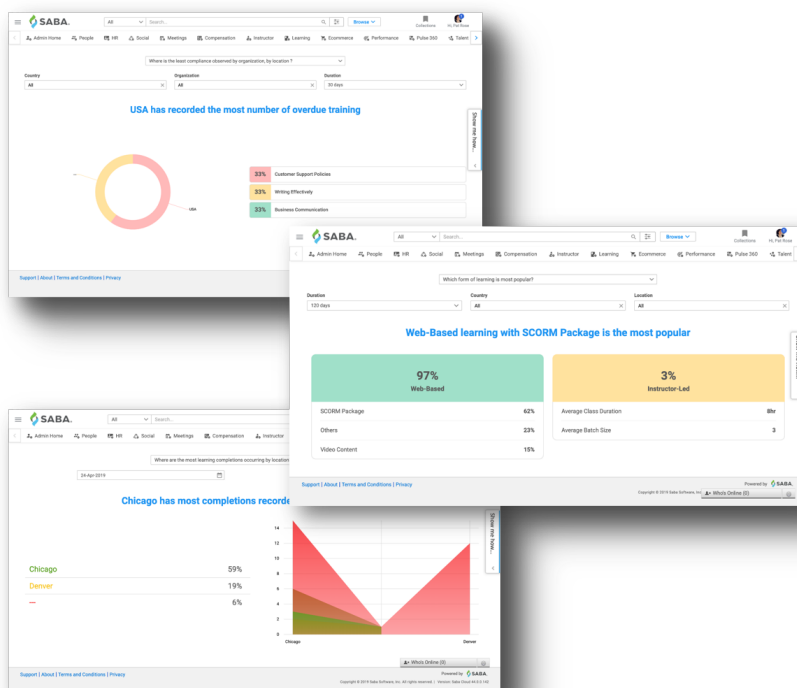 SABA.
All
Search...
Browse
Collections
Hi, Pat Rose
Admin Home People HR Social Meetings Compensation Instructor Learning Ecommerce Performance Pulse 360 Talent
Where is the least compliance observed by organization, by location ?
Country Organization Duration
All All 30 days
USA has recorded the most number of overdue training
Show me how...
USA
33% Customer Support Policies
33% Writing Effectively
33% Business Communication
Support | About | Terms and Conditions | Privacy
SABA.
All
Search...
Browse
Collections
Hi, Pat Rose
Admin Home People HR Social Meetings Compensation Instructor Learning Ecommerce Performance Pulse 360 Talent
Which form of learning is most popular?
Duration Country Location
120 days All All
Web-Based learning with SCORM Package is the most popular
97%
Web-Based
SCORM Package 62%
Others 23%
Video Content 15%
3%
Instructor-Led
Average Class Duration 8hr
Average Batch Size 3
Support | About | Terms and Conditions | Privacy
Powered by SABA.
Copyright © 2019 Saba Software, Inc
Who's Online (0)
SABA.
All
Search...
Admin Home People HR Social Meetings Compensation Instructor
Where are the most learning completions occurring by location
24-Apr-2019
Chicago has most completions recorde
Show me how...
Chicago 59%
Denver 19%
— 6%
14
12
10
8
6
4
2
0
Chicago Denver
Who's Online (0)
Support | About | Terms and Conditions | Privacy
Powered by SABA.
Copyright © 2019 Saba Software, Inc. All rights reserved | Version: Saba Cloud